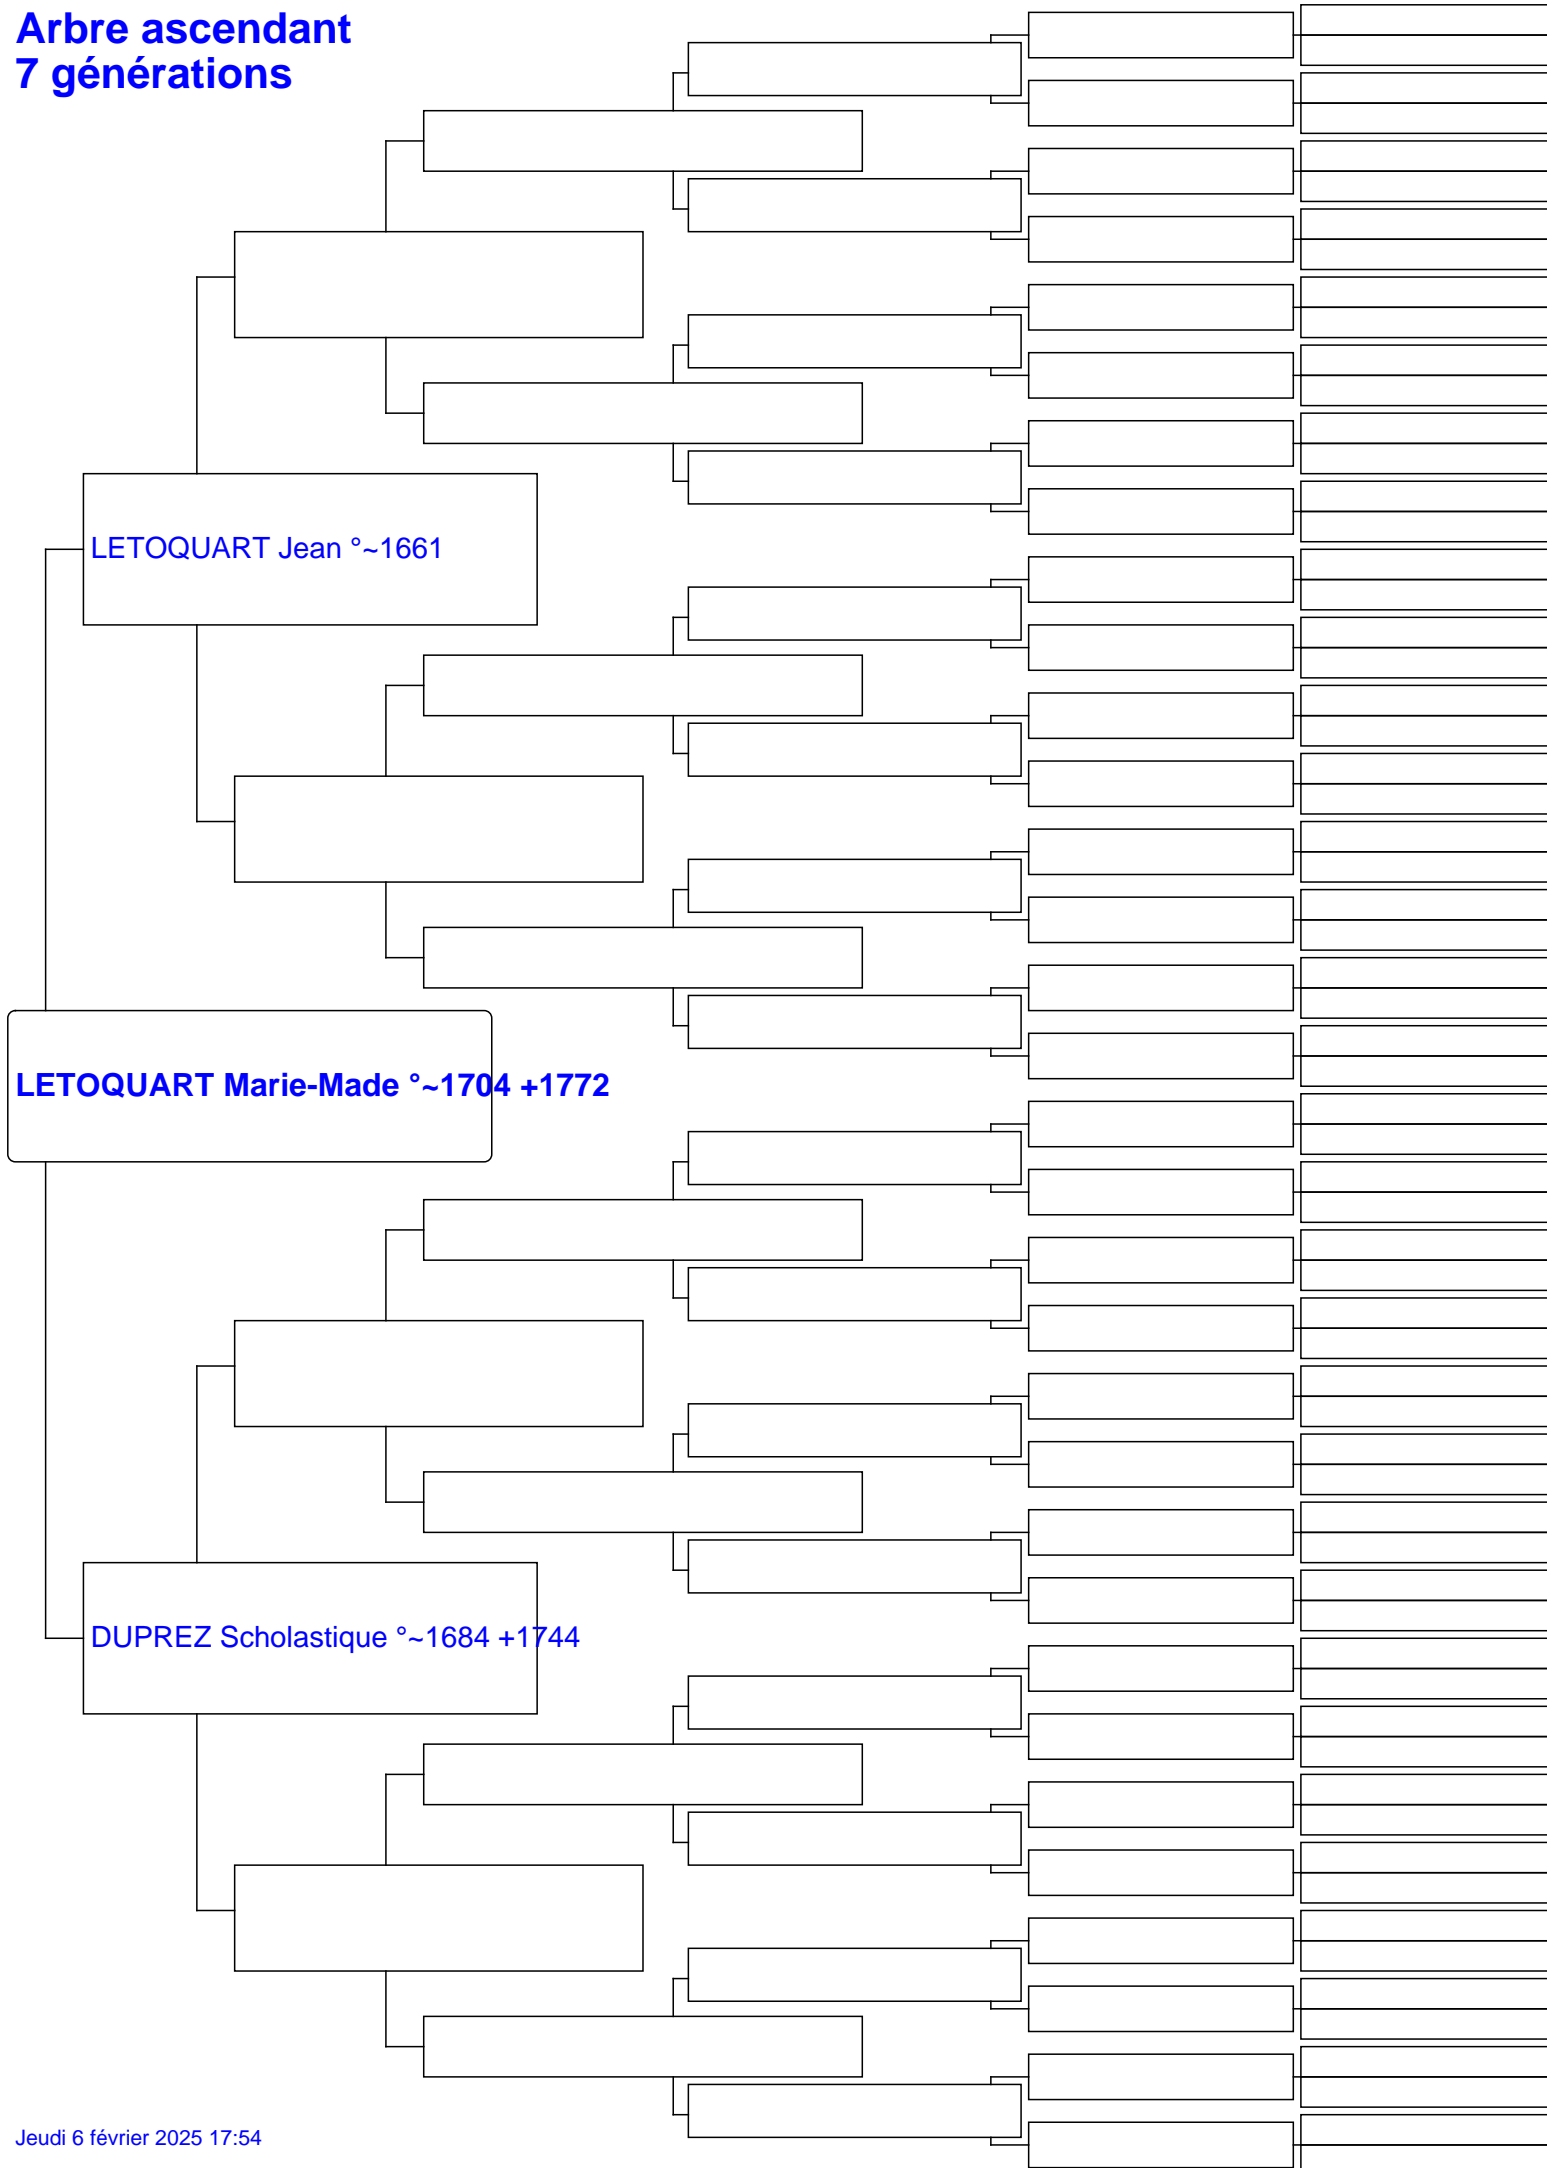 Arbre ascendant
7 générations
LETOQUART Jean °~1661
LETOQUART Marie-Made °~1704 +1772
DUPREZ Scholastique °~1684 +1744
Jeudi 6 février 2025 17:54